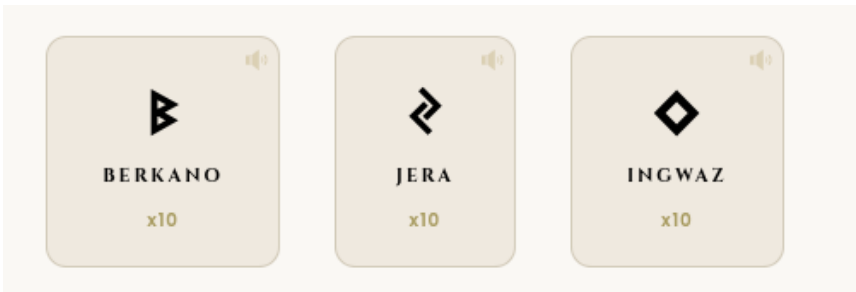 ᛒ ᛃ ᛜ
BERKANO JERA INGWAZ
x10 x10 x10